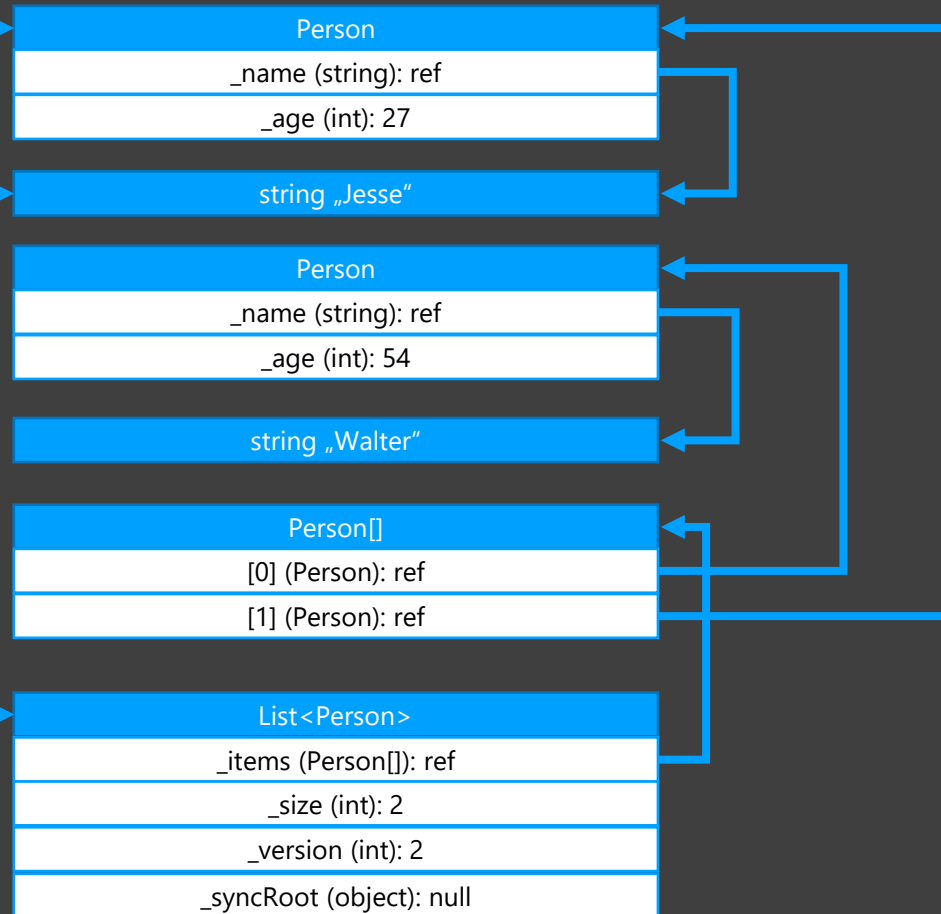 Person
_name (string): ref
_age (int): 27
string „Jesse“
Person
_name (string): ref
_age (int): 54
string „Walter“
Person[]
[0] (Person): ref
[1] (Person): ref
List<Person>
_items (Person[]): ref
_size (int): 2
_version (int): 2
_syncRoot (object): null